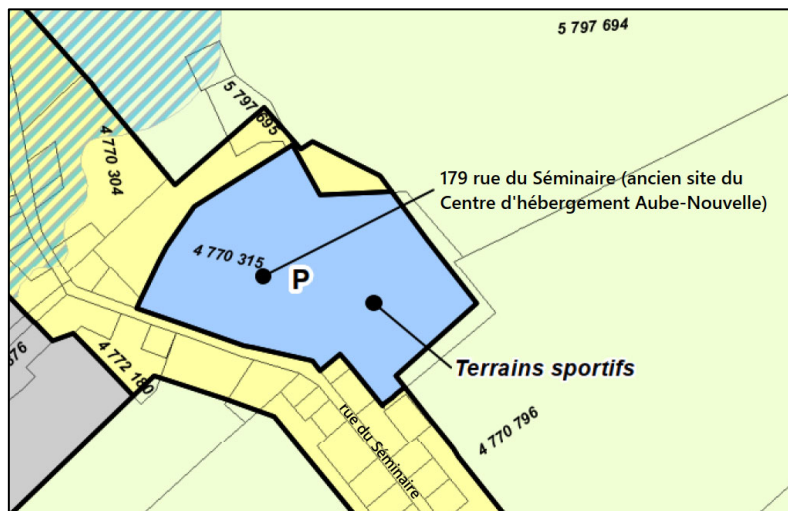 5 797 694
5 797 695
4 770 304
179 rue du Séminaire (ancien site du
Centre d'hébergement Aube-Nouvelle)
4 770 315
P
Terrains sportifs
4 772 180
676
rue du Séminaire
4 770 796